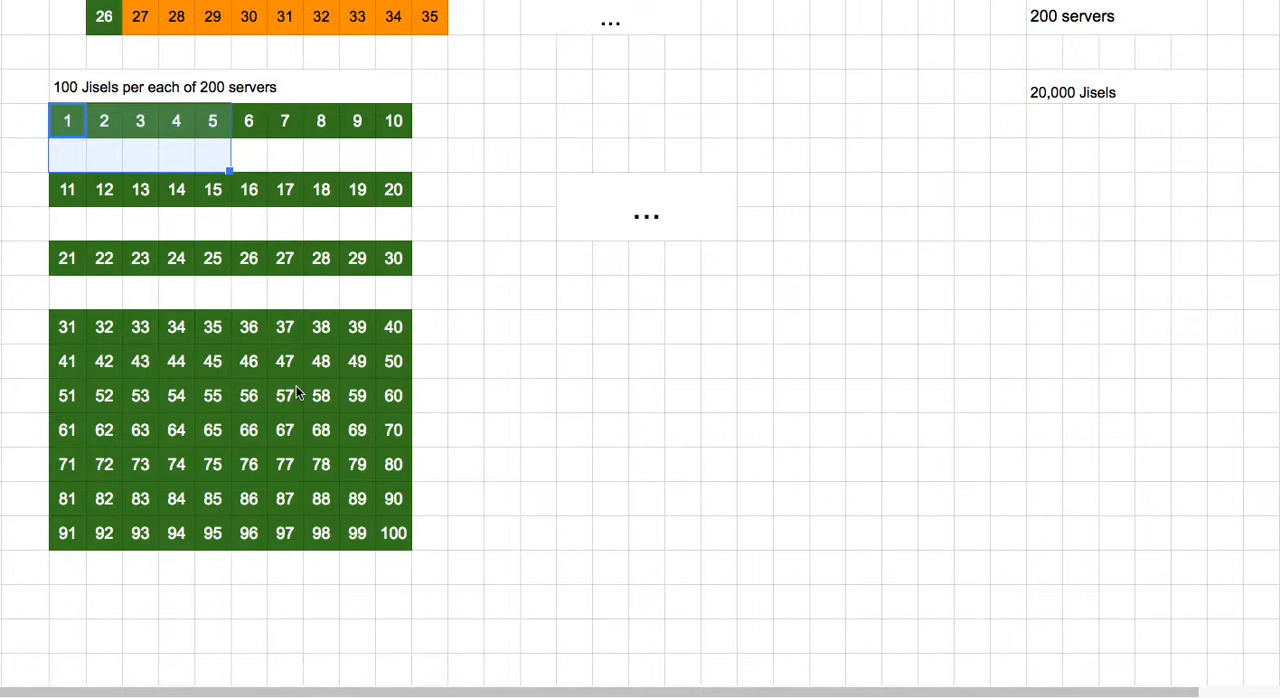 26 27 28 29 30 31 32 33 34 35 ... 200 servers
100 Jisels per each of 200 servers
20,000 Jisels
1 2 3 4 5 6 7 8 9 10
11 12 13 14 15 16 17 18 19 20
...
21 22 23 24 25 26 27 28 29 30
31 32 33 34 35 36 37 38 39 40
41 42 43 44 45 46 47 48 49 50
51 52 53 54 55 56 57 58 59 60
61 62 63 64 65 66 67 68 69 70
71 72 73 74 75 76 77 78 79 80
81 82 83 84 85 86 87 88 89 90
91 92 93 94 95 96 97 98 99 100